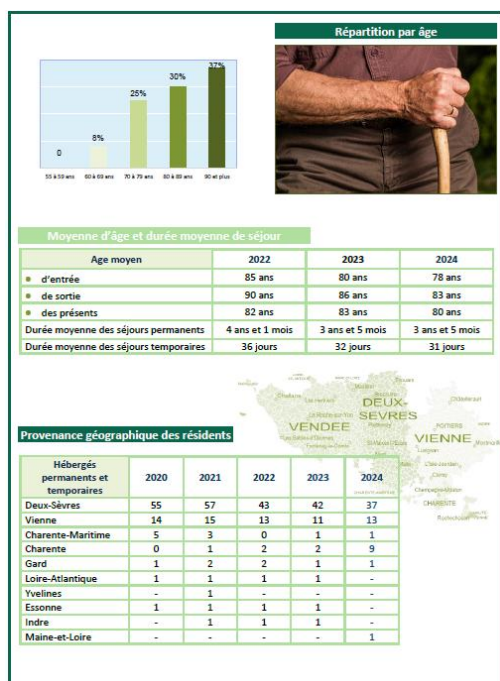 Répartition par âge
37%
30%
25%
8%
0
55 à 59 ans 60 à 69 ans 70 à 79 ans 80 à 89 ans 90 et plus
Moyenne d'âge et durée moyenne de séjour
Age moyen 2022 2023 2024
d'entrée 85 ans 80 ans 78 ans
de sortie 90 ans 86 ans 83 ans
des présents 82 ans 83 ans 80 ans
Durée moyenne des séjours permanents 4 ans et 1 mois 3 ans et 5 mois 3 ans et 5 mois
Durée moyenne des séjours temporaires 36 jours 32 jours 31 jours
DEUX-
SEVRES
VENDEE
VIENNE
POITIERS
CHARENTE
Provenance géographique des résidents
Hébergés
permanents et
temporaires
2020 2021 2022 2023 2024
Deux-Sèvres 55 57 43 42 37
Vienne 14 15 13 11 13
Charente-Maritime 5 3 0 1 1
Charente 0 1 2 2 9
Gard 1 2 2 1 1
Loire-Atlantique 1 1 1 1 -
Yvelines - 1 - - -
Essonne 1 1 1 1 -
Indre - 1 1 1 -
Maine-et-Loire - - - - 1